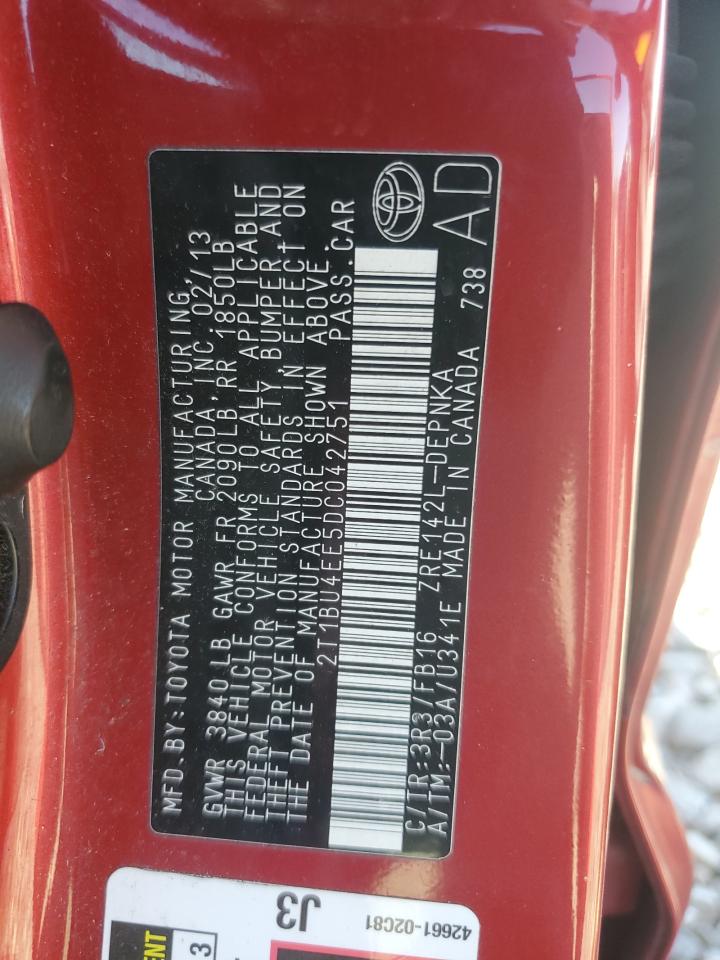 MFD.BY:TOYOTA MOTOR MANUFACTURING,
CANADA,INC. 02/13
GVWR 3840LB GAWR FR 2090LB,RR 1850LB
THIS VEHICLE CONFORMS TO ALL APPLICABLE
FEDERAL MOTOR VEHICLE SAFETY, BUMPER,AND
THEFT PREVENTION STANDARDS IN EFFECT ON
THE DATE OF MANUFACTURE SHOWN ABOVE.
2T1BU4EE5DC042751 PASS.CAR
C/TR:3R3/FB16 ZRE142L-DEPNKA
A/TM:-03A/U341E MADE IN CANADA 738
AD
J3
42661-02C81
3